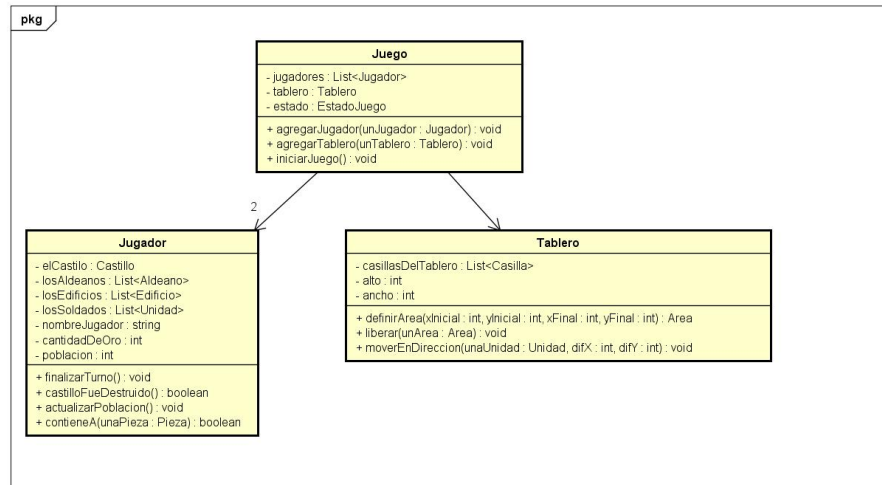 pkg
Juego
- jugadores : List<Jugador>
- tablero : Tablero
- estado : EstadoJuego
+ agregarJugador(unJugador : Jugador) : void
+ agregarTablero(unTablero : Tablero) : void
+ iniciarJuego() : void
2
Jugador
- elCastilo : Castillo
- losAldeanos : List<Aldeano>
- losEdificios : List<Edificio>
- losSoldados : List<Unidad>
- nombreJugador : string
- cantidadDeOro : int
- poblacion : int
+ finalizarTurno() : void
+ castilloFueDestruido() : boolean
+ actualizarPoblacion() : void
+ contieneA(unaPieza : Pieza) : boolean
Tablero
- casillasDelTablero : List<Casilla>
- alto : int
- ancho : int
+ definirArea(xInicial : int, yInicial : int, xFinal : int, yFinal : int) : Area
+ liberar(unArea : Area) : void
+ moverEnDireccion(unaUnidad : Unidad, difX : int, difY : int) : void